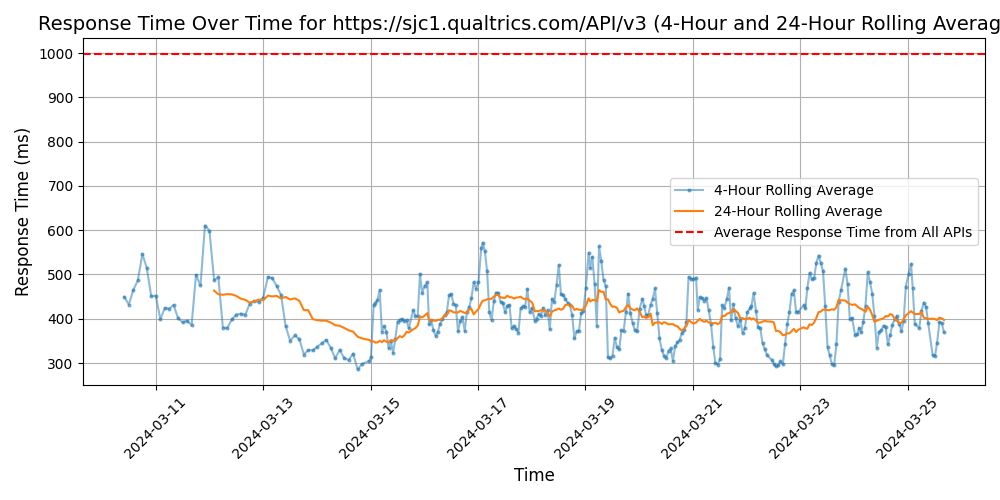 Response Time Over Time for https://sjc1.qualtrics.com/API/v3 (4-Hour and 24-Hour Rolling Averag
1000
900
800
700
600
500
400
300
Response Time (ms)
4-Hour Rolling Average
24-Hour Rolling Average
Average Response Time from All APIs
2024-03-11
2024-03-13
2024-03-15
2024-03-17
2024-03-19
2024-03-21
2024-03-23
2024-03-25
Time